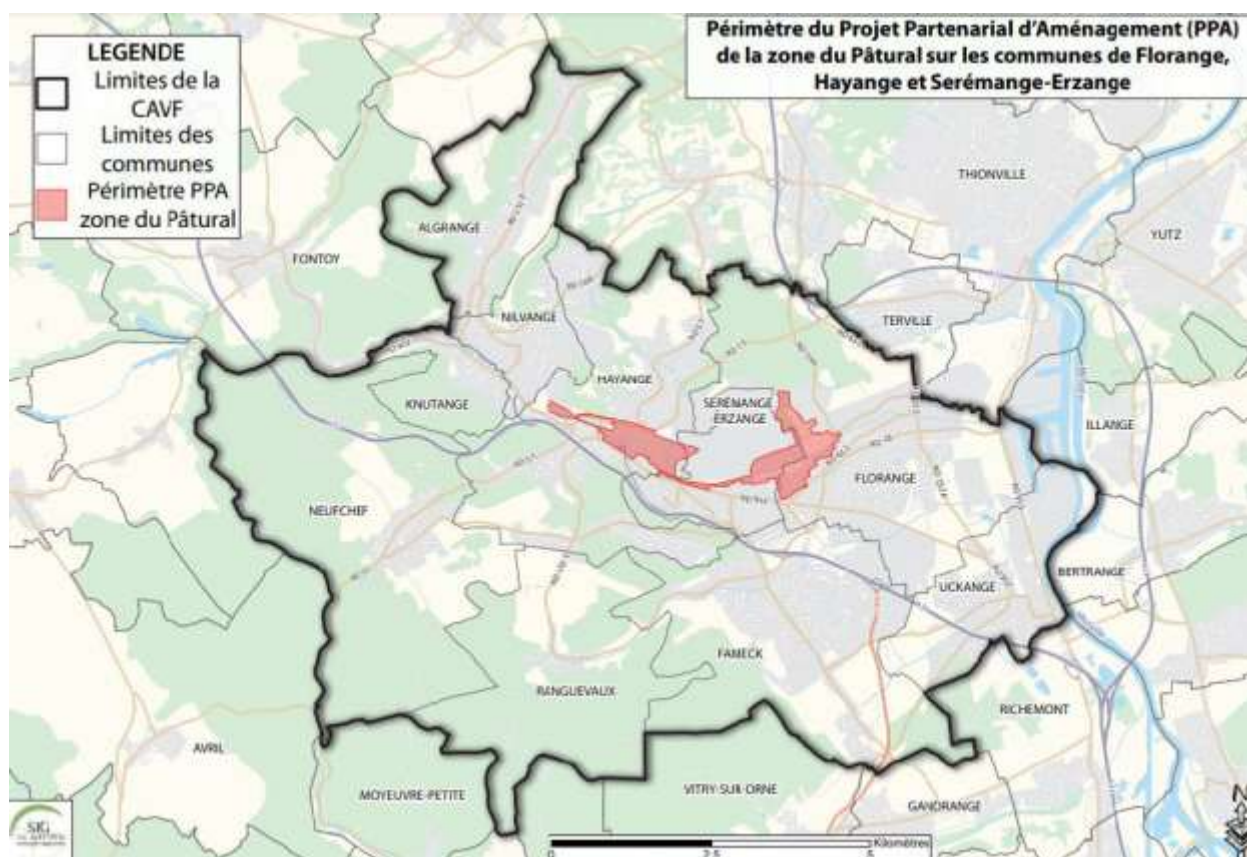 Périmètre du Projet Partenarial d'Aménagement (PPA)
de la zone du Pâtural sur les communes de Florange,
Hayange et Serémange-Erzange
LEGENDE
Limites de la
CAVF
Limites des
communes
Périmètre PPA
zone du Pâtural
THIONVILLE
YUTZ
ALGRANGE
FONTOY
NILVANGE
TERVILLE
HAYANGE
KNUTANGE
SERÉMANGE
ERZANGE
ILLANGE
FLORANGE
NEUFCHEF
BERTRANGE
UCKANGE
FAMECK
RANGUEVAUX
RICHEMONT
AVRIL
MOYEUVRE-PETITE
VITRY-SUR-ORNE
GANDRANGE
SIG
Kilomètres
0 2,5 5
N